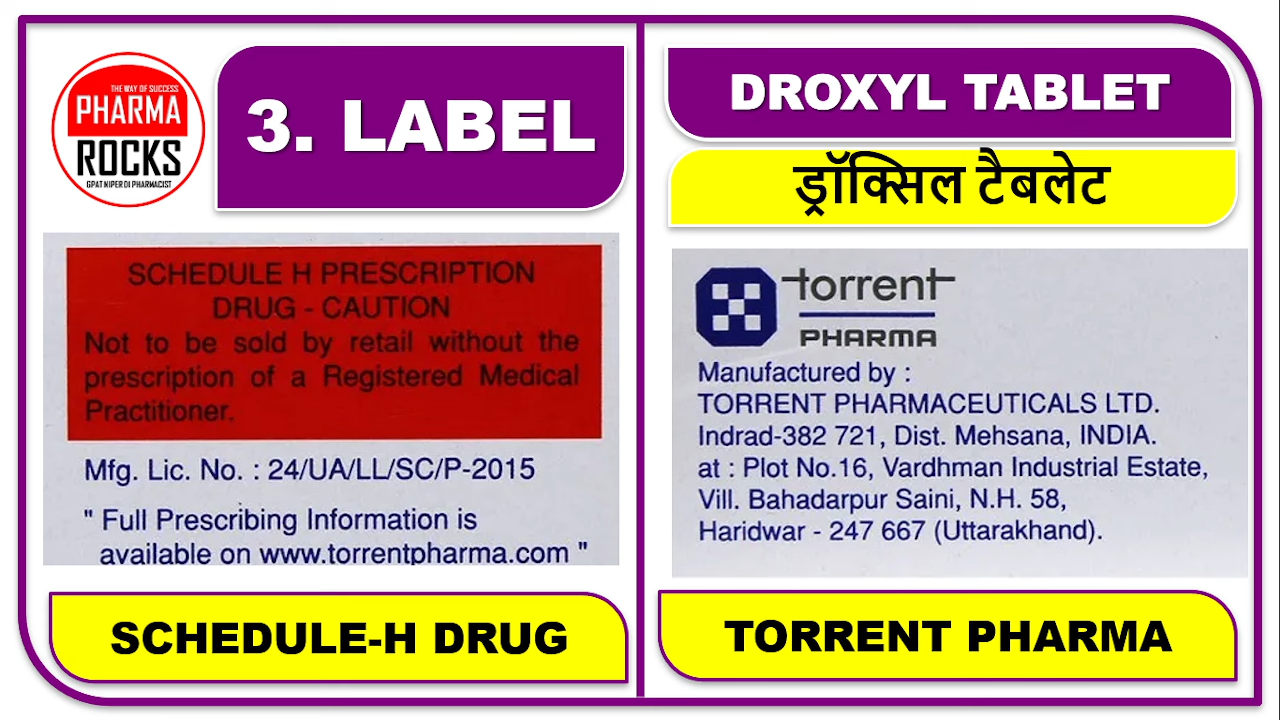 THE WAY OF SUCCESS
PHARMA
ROCKS
GPAT NIPER DI PHARMACIST
3. LABEL
SCHEDULE H PRESCRIPTION
DRUG - CAUTION
Not to be sold by retail without the
prescription of a Registered Medical
Practitioner.
Mfg. Lic. No. : 24/UA/LL/SC/P-2015
" Full Prescribing Information is
available on www.torrentpharma.com "
SCHEDULE-H DRUG
DROXYL TABLET
ड्रॉक्सिल टैबलेट
torrent
PHARMA
Manufactured by :
TORRENT PHARMACEUTICALS LTD.
Indrad-382 721, Dist. Mehsana, INDIA.
at : Plot No.16, Vardhman Industrial Estate,
Vill. Bahadarpur Saini, N.H. 58,
Haridwar - 247 667 (Uttarakhand).
TORRENT PHARMA